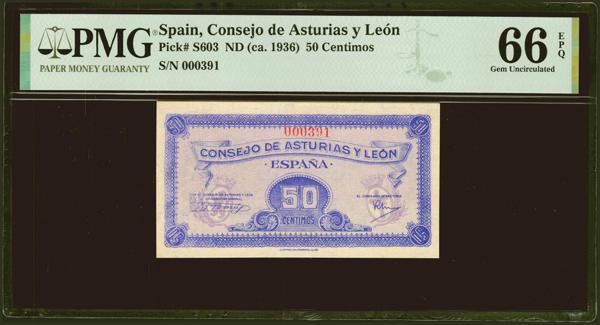 PMG
PAPER MONEY GUARANTY
Spain, Consejo de Asturias y León
Pick# S603 ND (ca. 1936) 50 Centimos
S/N 000391
66 EPQ
Gem Uncirculated
50 50
000391
CONSEJO DE ASTURIAS Y LEÓN
ESPAÑA
50
CENTIMOS
50 50